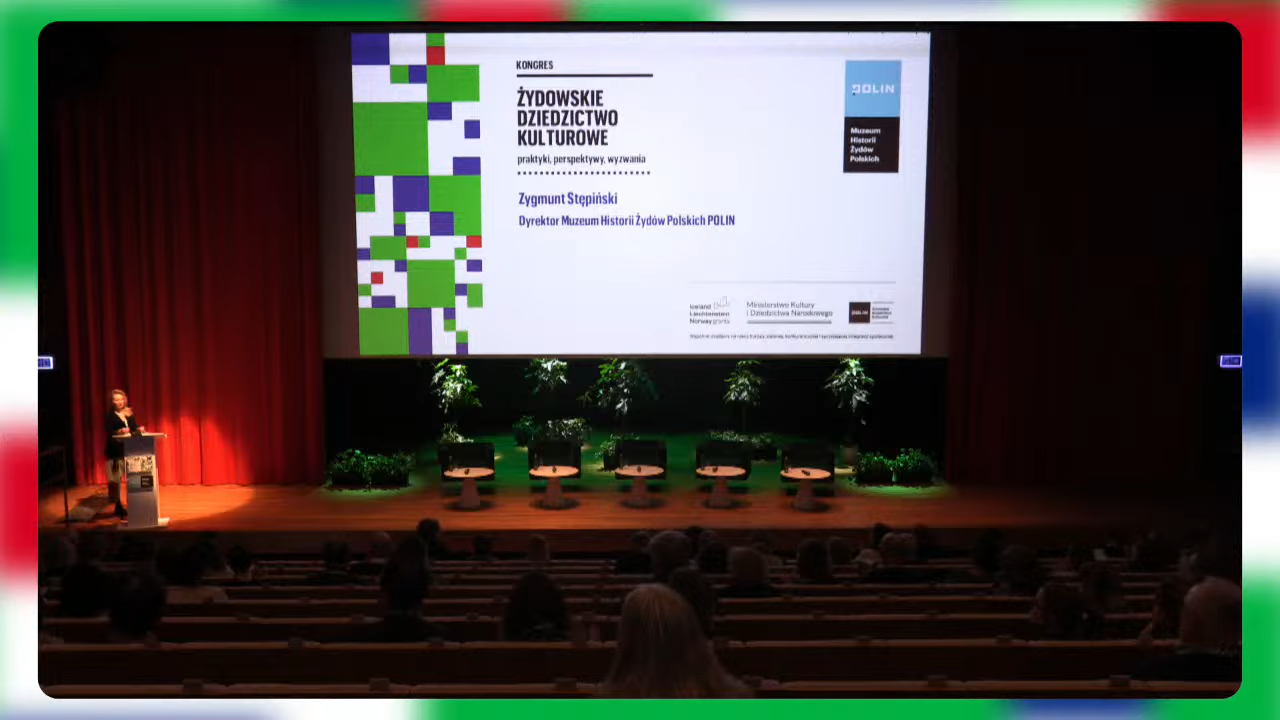 KONGRES
ŻYDOWSKIE
DZIEDZICTWO
KULTUROWE
praktyki, perspektywy, wyzwania
Zygmunt Stępiński
Dyrektor Muzeum Historii Żydów Polskich POLIN
POLIN
Muzeum
Historii
Żydów
Polskich
Iceland
Liechtenstein
Norway grants
Ministerstwo Kultury
i Dziedzictwa Narodowego
POLIN